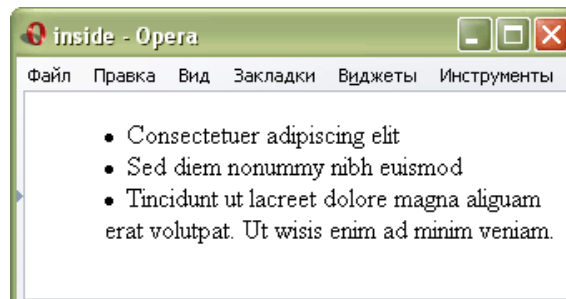 inside - Opera
Файл Правка Вид Закладки Виджеты Инструменты
• Consectetuer adipiscing elit
• Sed diem nonummy nibh euismod
• Tincidunt ut lacreet dolore magna aliguam
erat volutpat. Ut wisis enim ad minim veniam.